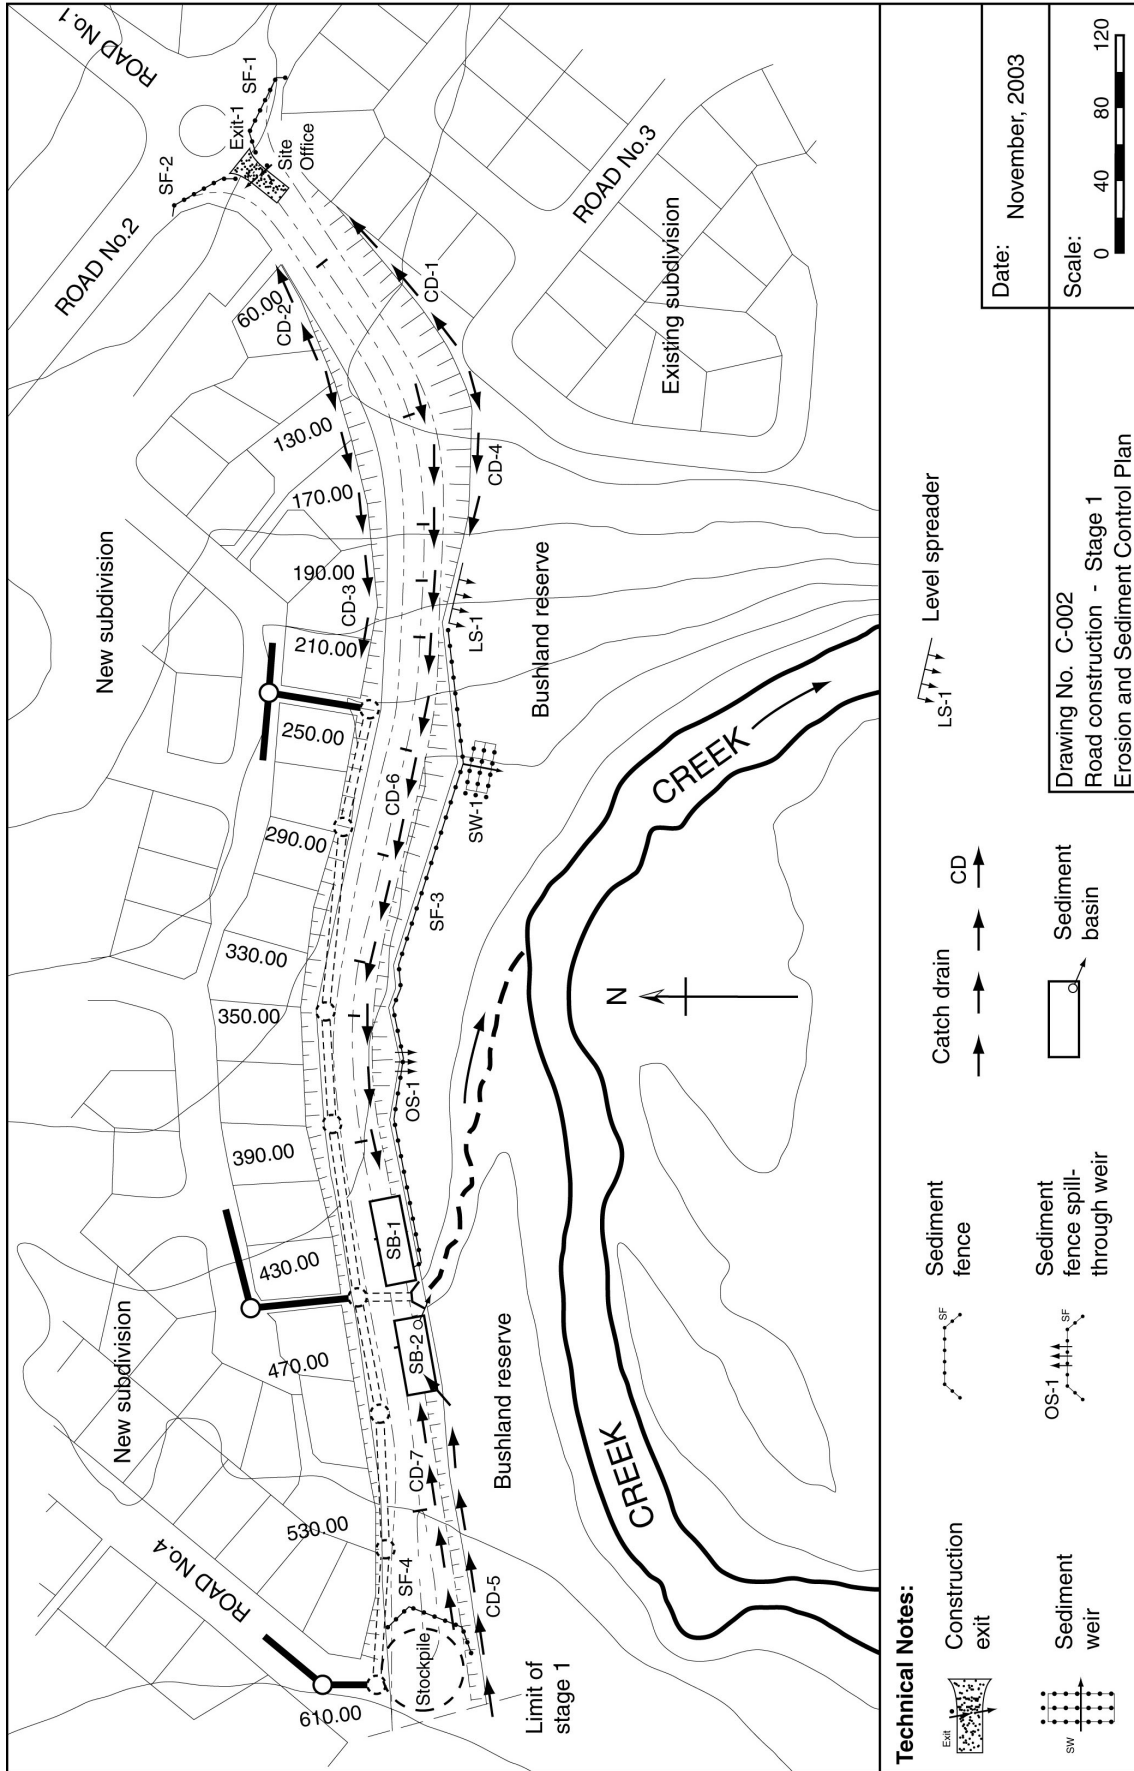 ROAD No.1
SF-1
Exit-1
Site
Office
SF-2
ROAD No.2
ROAD No.3
60.00
CD-2
CD-1
Existing subdivision
130.00
170.00
190.00
CD-3
210.00
CD-4
New subdivision
LS-1
Bushland reserve
250.00
CD-6
SW-1
290.00
SF-3
CREEK
330.00
350.00
OS-1
N
390.00
SB-1
430.00
SB-2
470.00
New subdivision
Bushland reserve
CD-7
CREEK
530.00
ROAD No.4
SF-4
CD-5
Stockpile
610.00
Limit of
stage 1
Technical Notes:
Exit
Construction
exit
SF
Sediment
fence
Catch drain
CD
LS-1
Level spreader
SW
Sediment
weir
OS-1
SF
Sediment
fence spill-
through weir
Sediment
basin
Drawing No. C-002
Road construction - Stage 1
Erosion and Sediment Control Plan
Date: November, 2003
Scale:
0 40 80 120